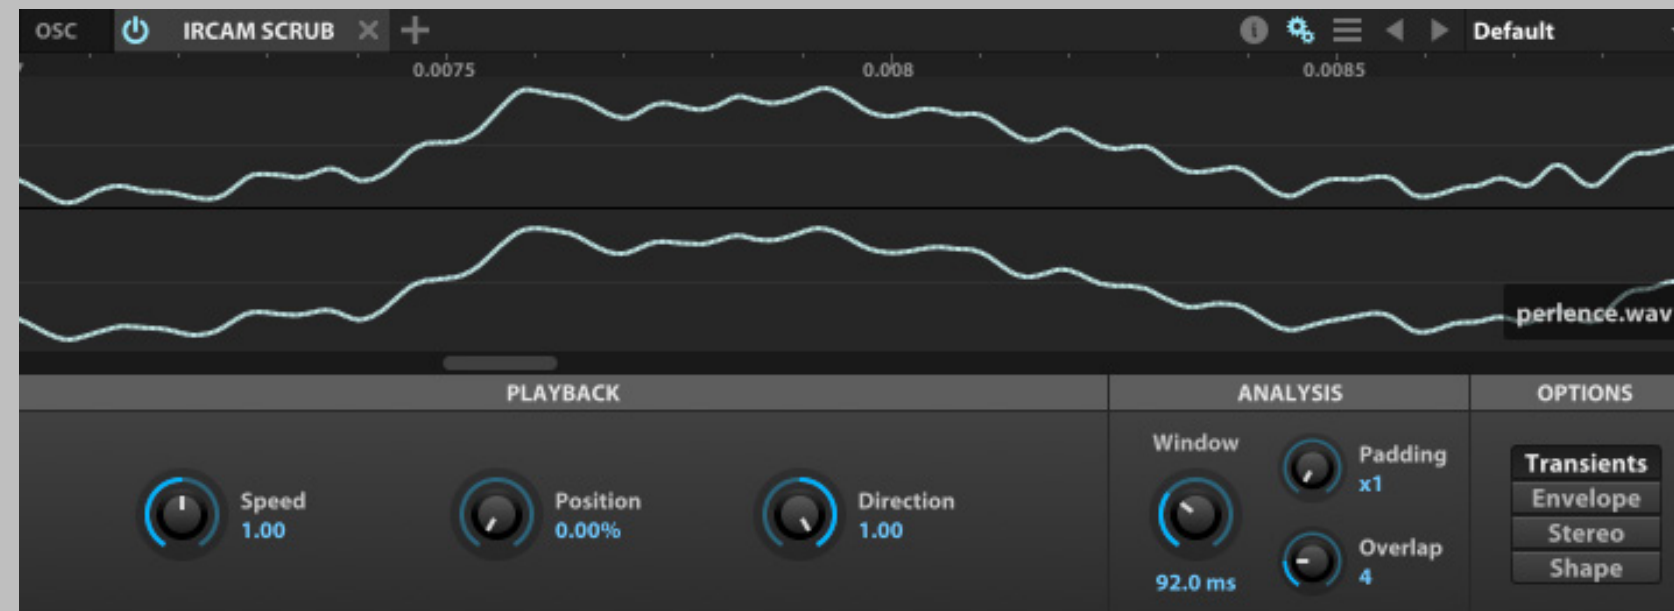 OSC IRCAM SCRUB Default
0.0075 0.008 0.0085
perlence.wav
PLAYBACK ANALYSIS OPTIONS
Window
Speed
1.00
Position
0.00%
Direction
1.00
92.0 ms
Padding
x1
Overlap
4
Transients
Envelope
Stereo
Shape